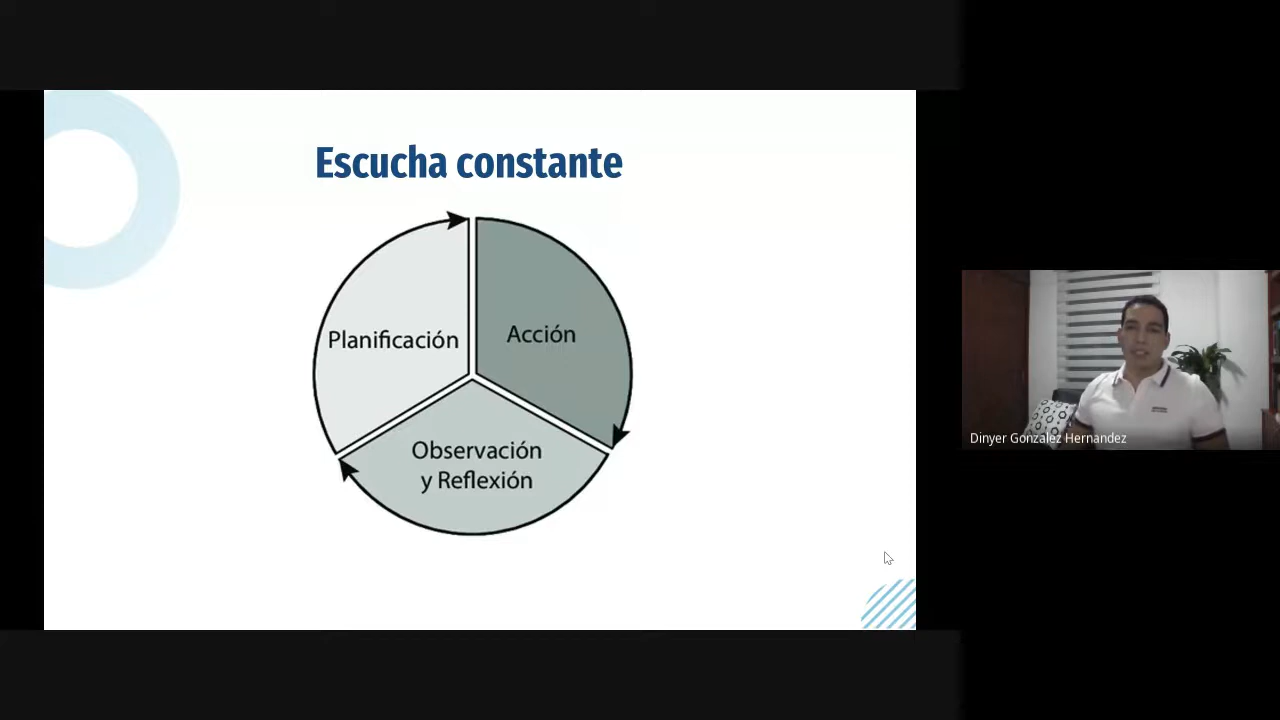 Escucha constante
Planificación
Acción
Observación
y Reflexión
Dinyer Gonzalez Hernandez